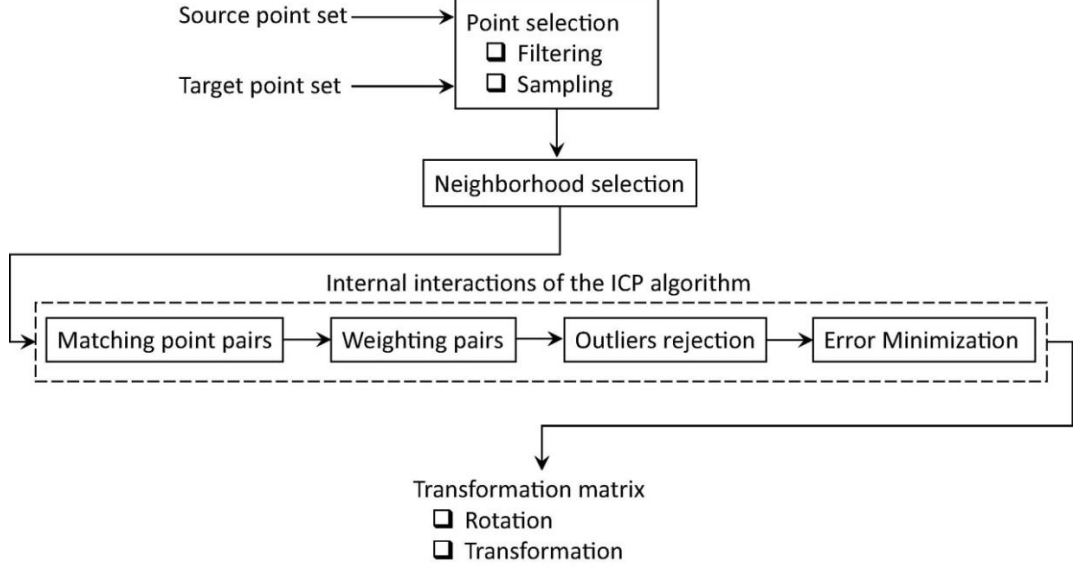 Source point set
Point selection
Filtering
Target point set
Sampling
Neighborhood selection
Internal interactions of the ICP algorithm
Matching point pairs
Weighting pairs
Outliers rejection
Error Minimization
Transformation matrix
Rotation
Transformation